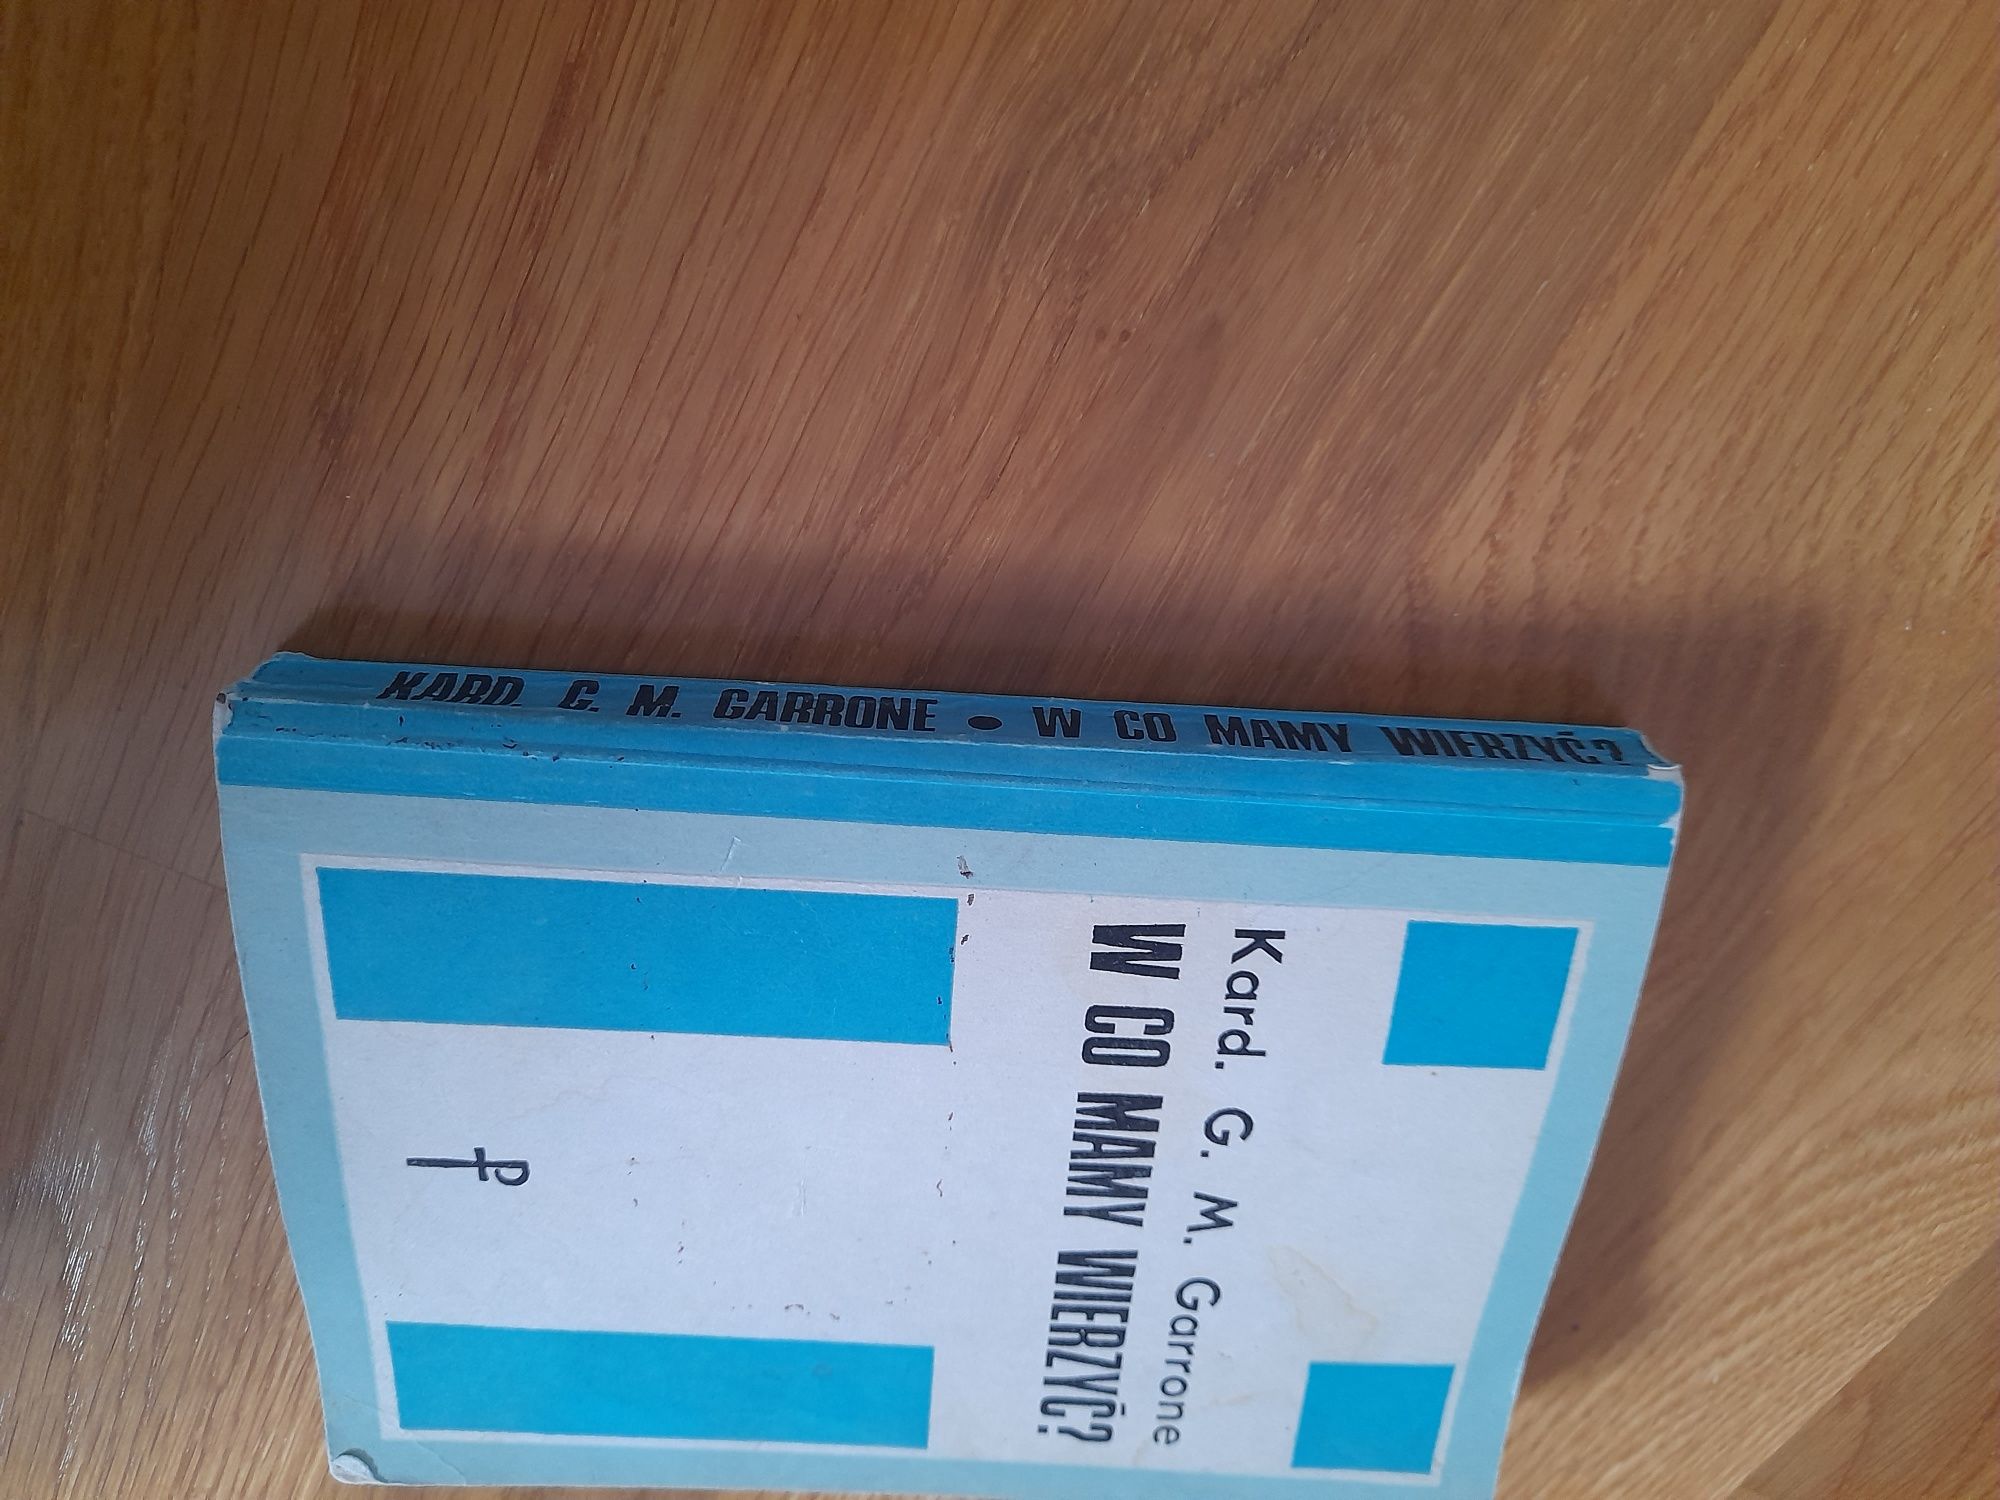 KARD. G. M. GARRONE • W CO MAMY WIERZYĆ?
Kard. G. M. Garrone
W CO MAMY WIERZYĆ?